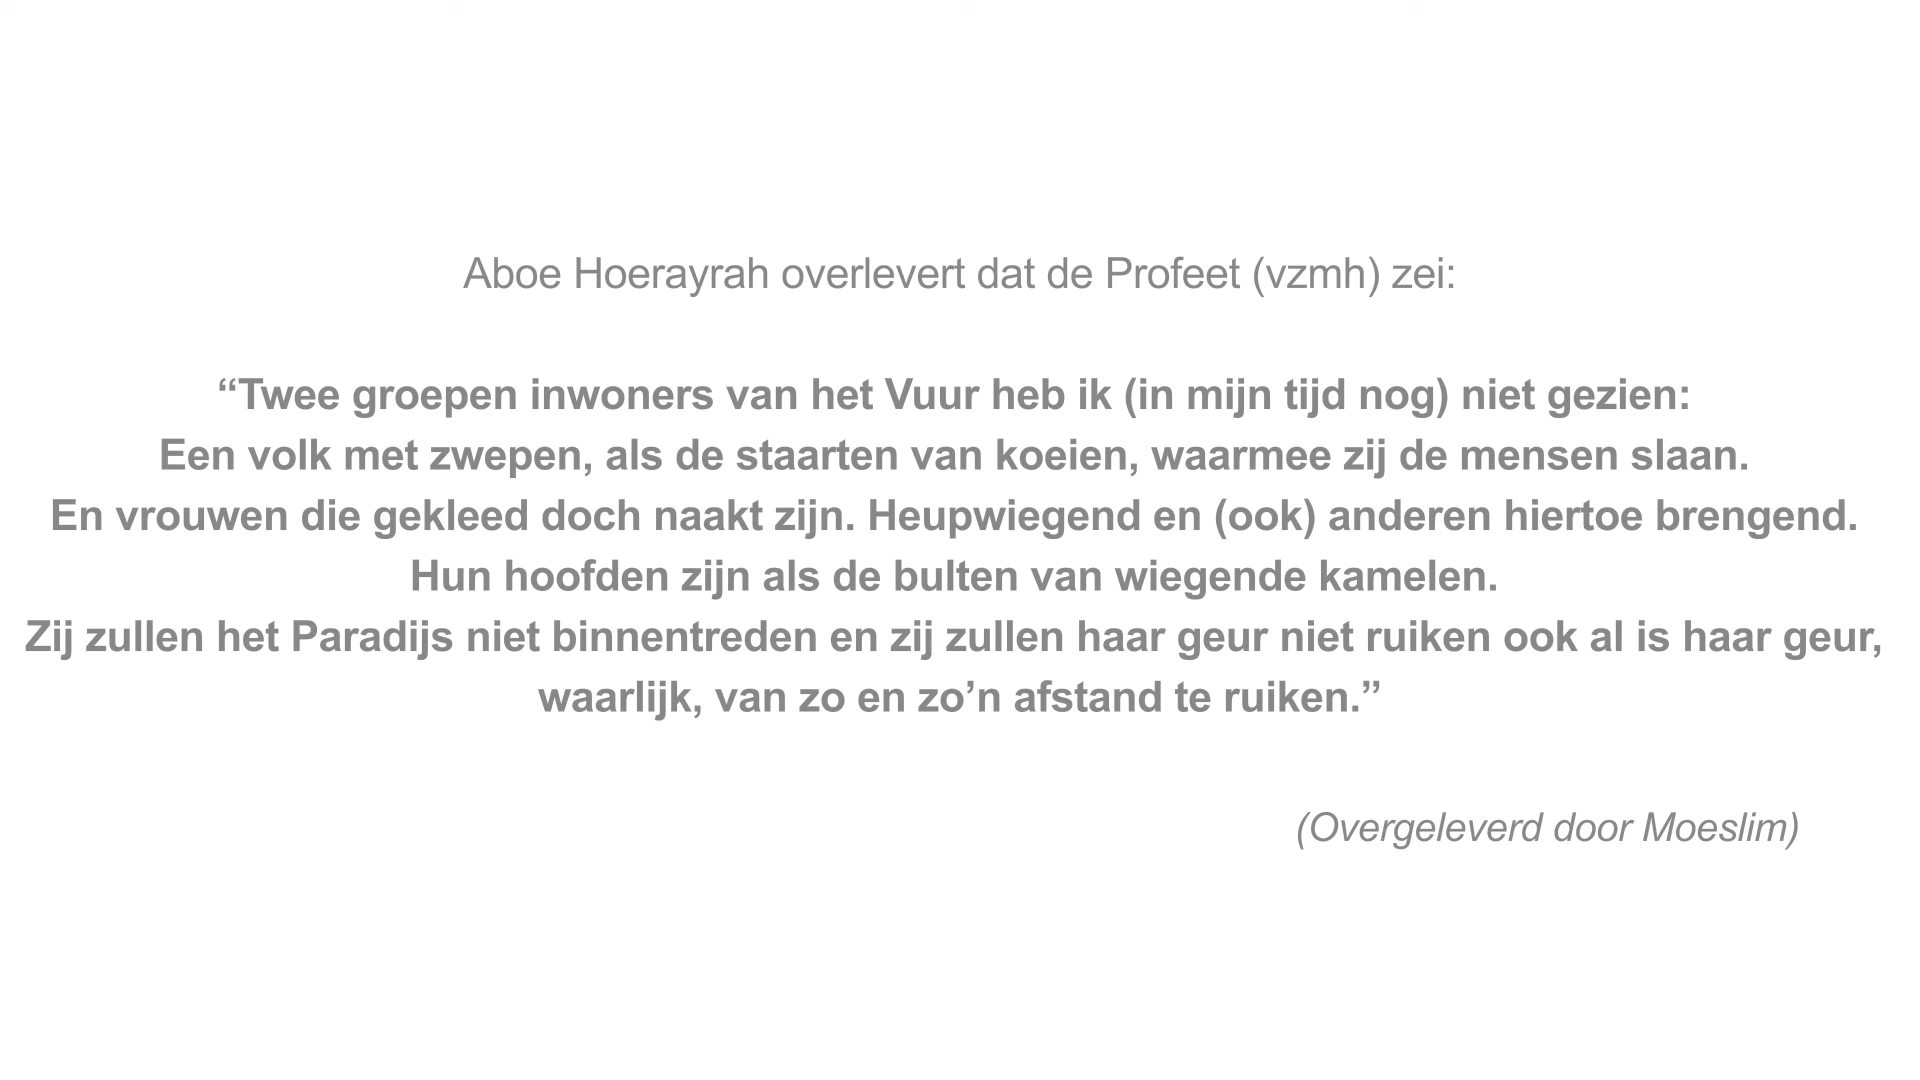 Aboe Hoerayrah overlevert dat de Profeet (vzmh) zei:
“Twee groepen inwoners van het Vuur heb ik (in mijn tijd nog) niet gezien:
Een volk met zwepen, als de staarten van koeien, waarmee zij de mensen slaan.
En vrouwen die gekleed doch naakt zijn. Heupwiegend en (ook) anderen hiertoe brengend.
Hun hoofden zijn als de bulten van wiegende kamelen.
Zij zullen het Paradijs niet binnentreden en zij zullen haar geur niet ruiken ook al is haar geur,
waarlijk, van zo en zo’n afstand te ruiken.”
(Overgeleverd door Moeslim)